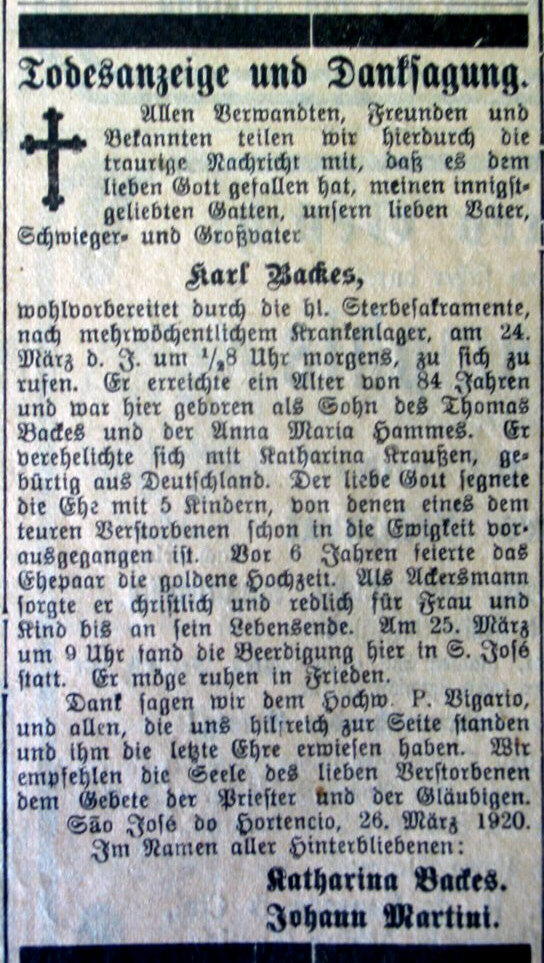 Todesanzeige und Danksagung.
Allen Verwandten, Freunden und
Bekannten teilen wir hierdurch die
traurige Nachricht mit, daß es dem
lieben Gott gefallen hat, meinen innigst-
geliebten Gatten, unsern lieben Vater,
Schwieger- und Großvater
Karl Backes,
wohlvorbereitet durch die hl. Sterbesakramente,
nach mehrwöchentlichem Krankenlager, am 24.
März d. J. um 1/28 Uhr morgens, zu sich zu
rufen. Er erreichte ein Alter von 84 Jahren
und war hier geboren als Sohn des Thomas
Backes und der Anna Maria Hammes. Er
verehelichte sich mit Katharina Kraußen, ge-
bürtig aus Deutschland. Der liebe Gott segnete
die Ehe mit 5 Kindern, von denen eines dem
teuren Verstorbenen schon in die Ewigkeit vor-
ausgegangen ist. Vor 6 Jahren feierte das
Ehepaar die goldene Hochzeit. Als Ackersmann
sorgte er christlich und redlich für Frau und
Kind bis an sein Lebensende. Am 25. März
um 9 Uhr fand die Beerdigung hier in S. José
statt. Er möge ruhen in Frieden.
Dank sagen wir dem Hochw. P. Vigario,
und allen, die uns hilfreich zur Seite standen
und ihm die letzte Ehre erwiesen haben. Wir
empfehlen die Seele des lieben Verstorbenen
dem Gebete der Priester und der Gläubigen.
São José do Hortencio, 26. März 1920.
Im Namen aller Hinterbliebenen:
Katharina Backes.
Johann Martini.